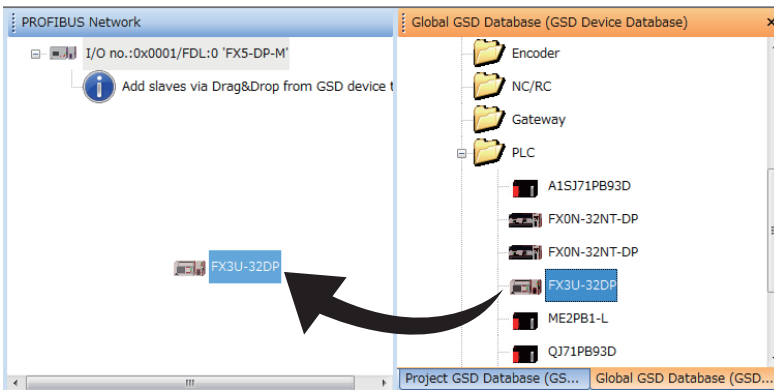 PROFIBUS Network
I/O no.:0x0001/FDL:0 'FX5-DP-M'
Add slaves via Drag&Drop from GSD device t
FX3U-32DP
Global GSD Database (GSD Device Database)
Encoder
NC/RC
Gateway
PLC
A1SJ71PB93D
FX0N-32NT-DP
FX0N-32NT-DP
FX3U-32DP
ME2PB1-L
QJ71PB93D
Project GSD Database (GS...
Global GSD Database (GSD...